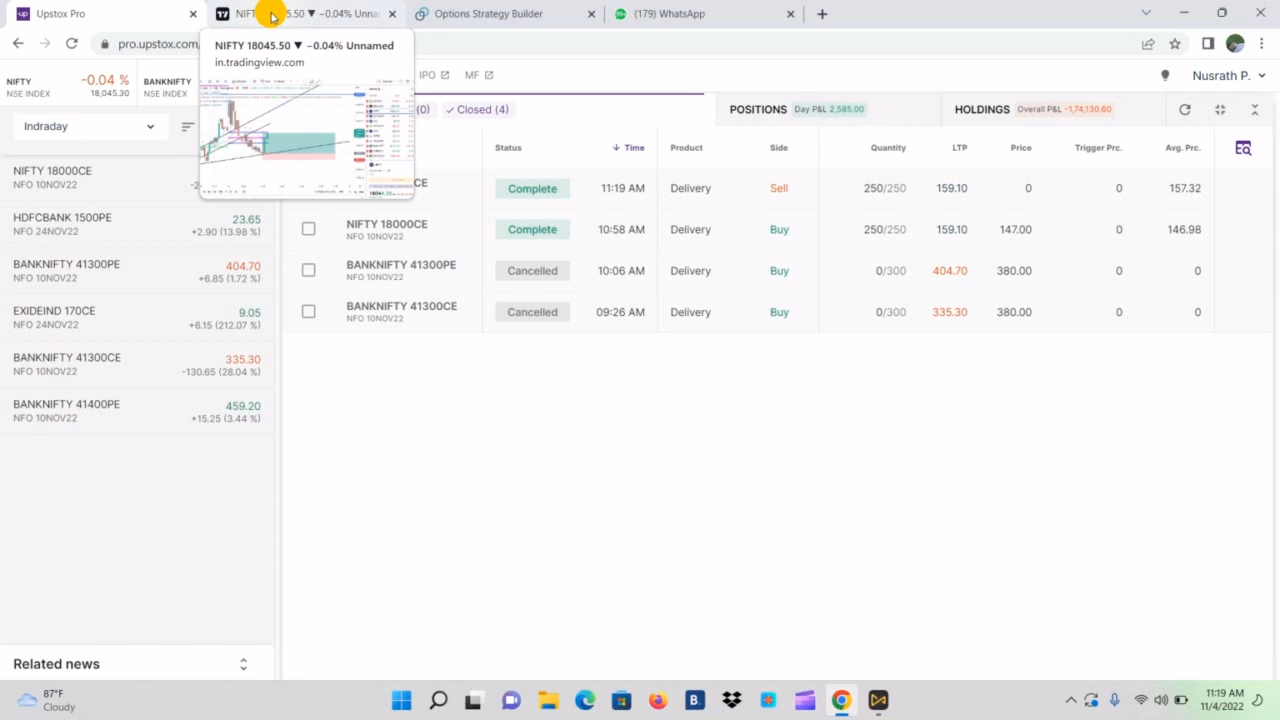 Upstox Pro
NIFTY 18045.50 ▼ −0.04% Unna
Options Strategy Builder
(179) WhatsApp
pro.upstox.com/
NIFTY 18045.50 ▼ −0.04% Unnamed
in.tradingview.com
NIFTY
-0.04 %
NSE INDEX
18,045.30
BANKNIFTY
NSE INDEX
IPO
MF
Nusrath P.
(0)
Closed (4)
POSITIONS
HOLDINGS
Indraday
Status
Time
Product
Side
Quantity
LTP
Price
Trigger Prc.
Avg. Prc.
NIFTY 18000CE
NFO 10NOV22
HDFCBANK 1500PE
23.65
NFO 24NOV22
+2.90 (13.98 %)
BANKNIFTY 41300PE
404.70
NFO 10NOV22
+6.85 (1.72 %)
EXIDEIND 170CE
9.05
NFO 24NOV22
+6.15 (212.07 %)
BANKNIFTY 41300CE
335.30
NFO 10NOV22
-130.65 (28.04 %)
BANKNIFTY 41400PE
459.20
NFO 10NOV22
+15.25 (3.44 %)
CE
Complete
11:19 AM
Delivery
Sell
250/250
159.10
0
0
157.32
NIFTY 18000CE
NFO 10NOV22
Complete
10:58 AM
Delivery
Buy
250/250
159.10
147.00
0
146.98
BANKNIFTY 41300PE
NFO 10NOV22
Cancelled
10:06 AM
Delivery
Buy
0/300
404.70
380.00
0
0
BANKNIFTY 41300CE
NFO 10NOV22
Cancelled
09:26 AM
Delivery
Buy
0/300
335.30
380.00
0
0
Related news
87°F
Cloudy
11:19 AM
11/4/2022